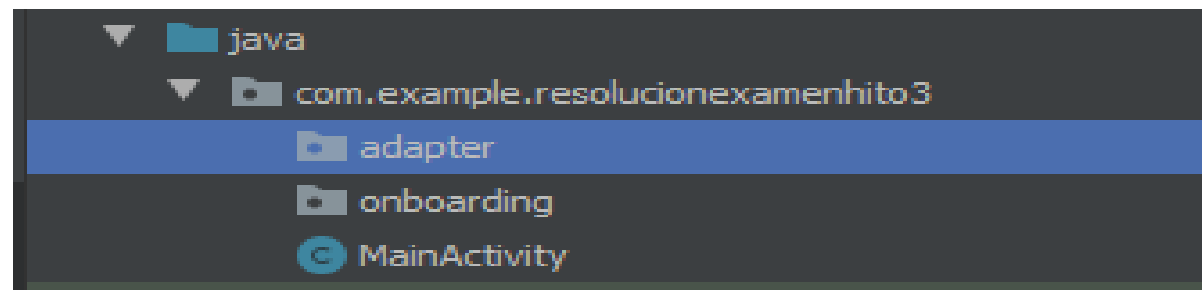 java
com.example.resolucionexamenhito3
adapter
onboarding
C MainActivity